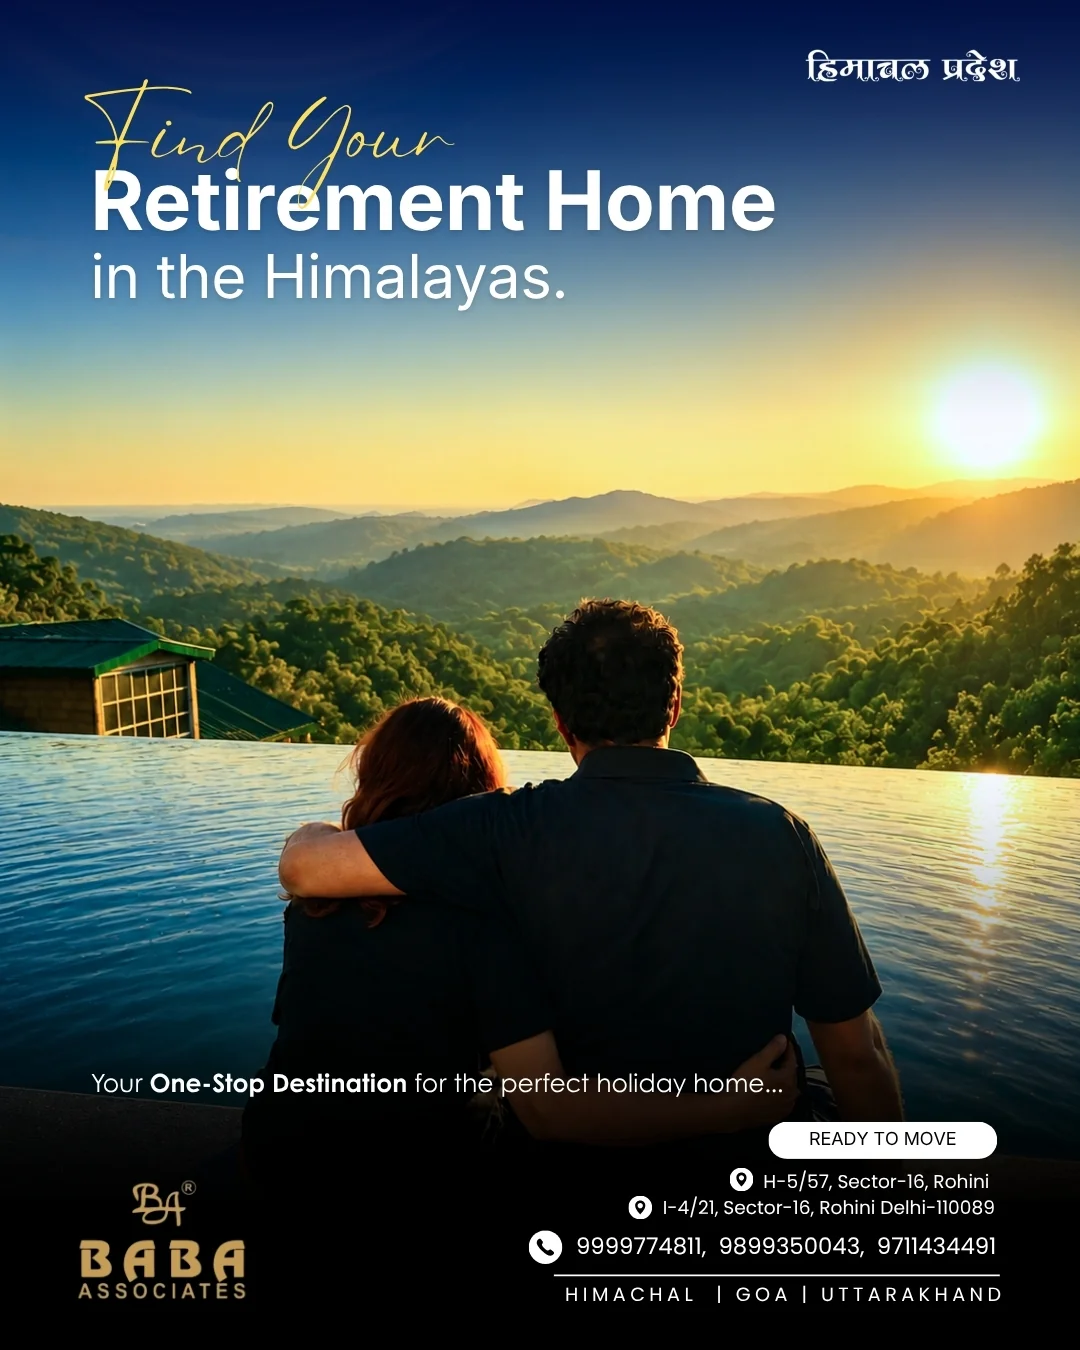 हिमाचल प्रदेश
Find Your
Retirement Home
in the Himalayas.
Your One-Stop Destination for the perfect holiday home...
READY TO MOVE
H-5/57, Sector-16, Rohini
I-4/21, Sector-16, Rohini Delhi-110089
9999774811, 9899350043, 9711434491
HIMACHAL | GOA | UTTARAKHAND
BA®
BABA
ASSOCIATES